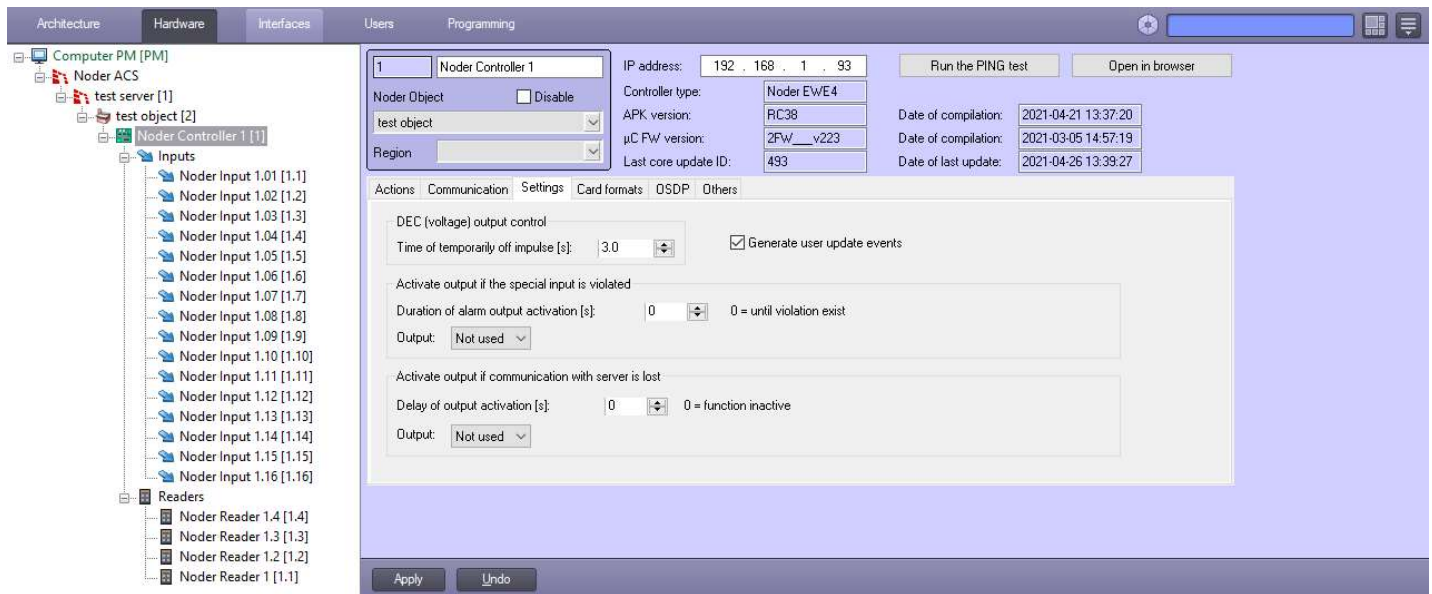 Architecture Hardware Interfaces Users Programming
Computer PM [PM]
Noder ACS
test server [1]
test object [2]
Noder Controller 1 [1]
Inputs
Noder Input 1.01 [1.1]
Noder Input 1.02 [1.2]
Noder Input 1.03 [1.3]
Noder Input 1.04 [1.4]
Noder Input 1.05 [1.5]
Noder Input 1.06 [1.6]
Noder Input 1.07 [1.7]
Noder Input 1.08 [1.8]
Noder Input 1.09 [1.9]
Noder Input 1.10 [1.10]
Noder Input 1.11 [1.11]
Noder Input 1.12 [1.12]
Noder Input 1.13 [1.13]
Noder Input 1.14 [1.14]
Noder Input 1.15 [1.15]
Noder Input 1.16 [1.16]
Readers
Noder Reader 1.4 [1.4]
Noder Reader 1.3 [1.3]
Noder Reader 1.2 [1.2]
Noder Reader 1 [1.1]
1 Noder Controller 1
Noder Object Disable
test object
Region
IP address: 192 . 168 . 1 . 93 Run the PING test Open in browser
Controller type: Noder EWE4
APK version: RC38 Date of compilation: 2021-04-21 13:37:20
µC FW version: 2FW___v223 Date of compilation: 2021-03-05 14:57:19
Last core update ID: 493 Date of last update: 2021-04-26 13:39:27
Actions Communication Settings Card formats OSDP Others
DEC (voltage) output control
Time of temporarily off impulse [s]: 3.0 Generate user update events
Activate output if the special input is violated
Duration of alarm output activation [s]: 0 0 = until violation exist
Output: Not used
Activate output if communication with server is lost
Delay of output activation [s]: 0 0 = function inactive
Output: Not used
Apply Undo